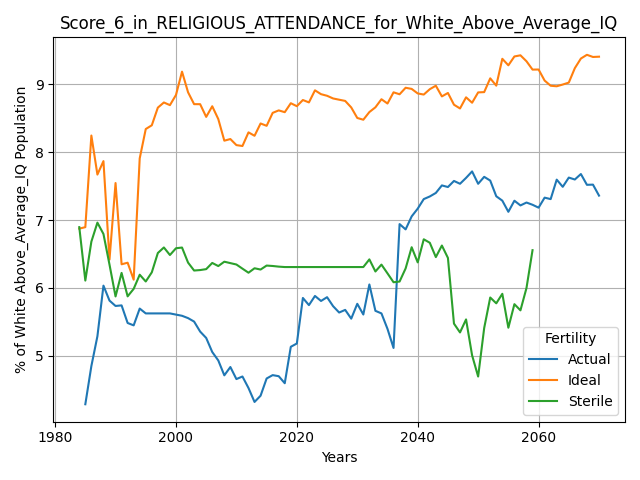 Score_6_in_RELIGIOUS_ATTENDANCE_for_White_Above_Average_IQ
% of White Above_Average_IQ Population
9
8
7
6
5
1980 2000 2020 2040 2060
Years
Fertility
Actual
Ideal
Sterile